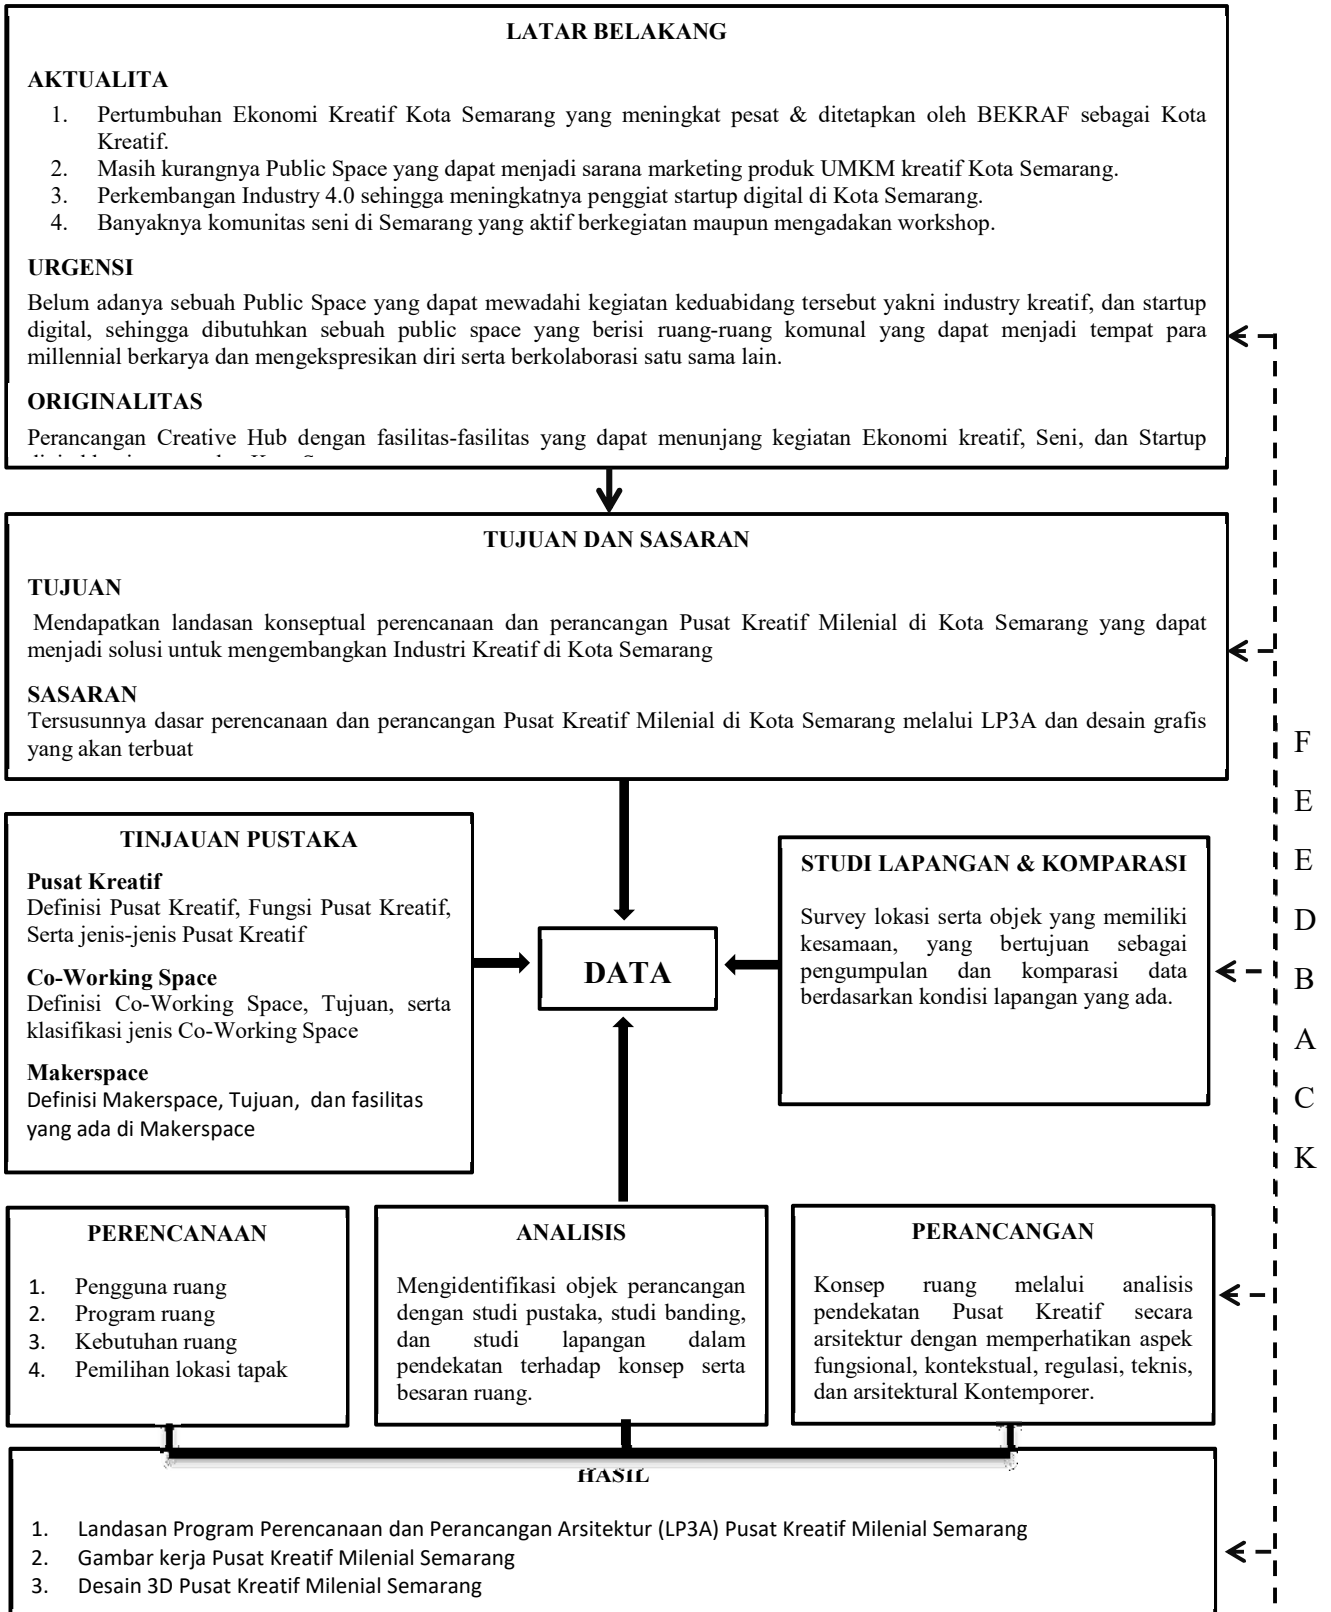 LATAR BELAKANG
AKTUALITA
1. Pertumbuhan Ekonomi Kreatif Kota Semarang yang meningkat pesat & ditetapkan oleh BEKRAF sebagai Kota
Kreatif.
2. Masih kurangnya Public Space yang dapat menjadi sarana marketing produk UMKM kreatif Kota Semarang.
3. Perkembangan Industry 4.0 sehingga meningkatnya penggiat startup digital di Kota Semarang.
4. Banyaknya komunitas seni di Semarang yang aktif berkegiatan maupun mengadakan workshop.
URGENSI
Belum adanya sebuah Public Space yang dapat mewadahi kegiatan keduabidang tersebut yakni industry kreatif, dan startup
digital, sehingga dibutuhkan sebuah public space yang berisi ruang-ruang komunal yang dapat menjadi tempat para
millennial berkarya dan mengekspresikan diri serta berkolaborasi satu sama lain.
ORIGINALITAS
Perancangan Creative Hub dengan fasilitas-fasilitas yang dapat menunjang kegiatan Ekonomi kreatif, Seni, dan Startup
TUJUAN DAN SASARAN
TUJUAN
Mendapatkan landasan konseptual perencanaan dan perancangan Pusat Kreatif Milenial di Kota Semarang yang dapat
menjadi solusi untuk mengembangkan Industri Kreatif di Kota Semarang
SASARAN
Tersusunnya dasar perencanaan dan perancangan Pusat Kreatif Milenial di Kota Semarang melalui LP3A dan desain grafis
yang akan terbuat
TINJAUAN PUSTAKA
Pusat Kreatif
Definisi Pusat Kreatif, Fungsi Pusat Kreatif,
Serta jenis-jenis Pusat Kreatif
Co-Working Space
Definisi Co-Working Space, Tujuan, serta
klasifikasi jenis Co-Working Space
Makerspace
Definisi Makerspace, Tujuan, dan fasilitas
yang ada di Makerspace
DATA
STUDI LAPANGAN & KOMPARASI
Survey lokasi serta objek yang memiliki
kesamaan, yang bertujuan sebagai
pengumpulan dan komparasi data
berdasarkan kondisi lapangan yang ada.
PERENCANAAN
1. Pengguna ruang
2. Program ruang
3. Kebutuhan ruang
4. Pemilihan lokasi tapak
ANALISIS
Mengidentifikasi objek perancangan
dengan studi pustaka, studi banding,
dan studi lapangan dalam
pendekatan terhadap konsep serta
besaran ruang.
PERANCANGAN
Konsep ruang melalui analisis
pendekatan Pusat Kreatif secara
arsitektur dengan memperhatikan aspek
fungsional, kontekstual, regulasi, teknis,
dan arsitektural Kontemporer.
HASIL
1. Landasan Program Perencanaan dan Perancangan Arsitektur (LP3A) Pusat Kreatif Milenial Semarang
2. Gambar kerja Pusat Kreatif Milenial Semarang
3. Desain 3D Pusat Kreatif Milenial Semarang
F
E
E
D
B
A
C
K